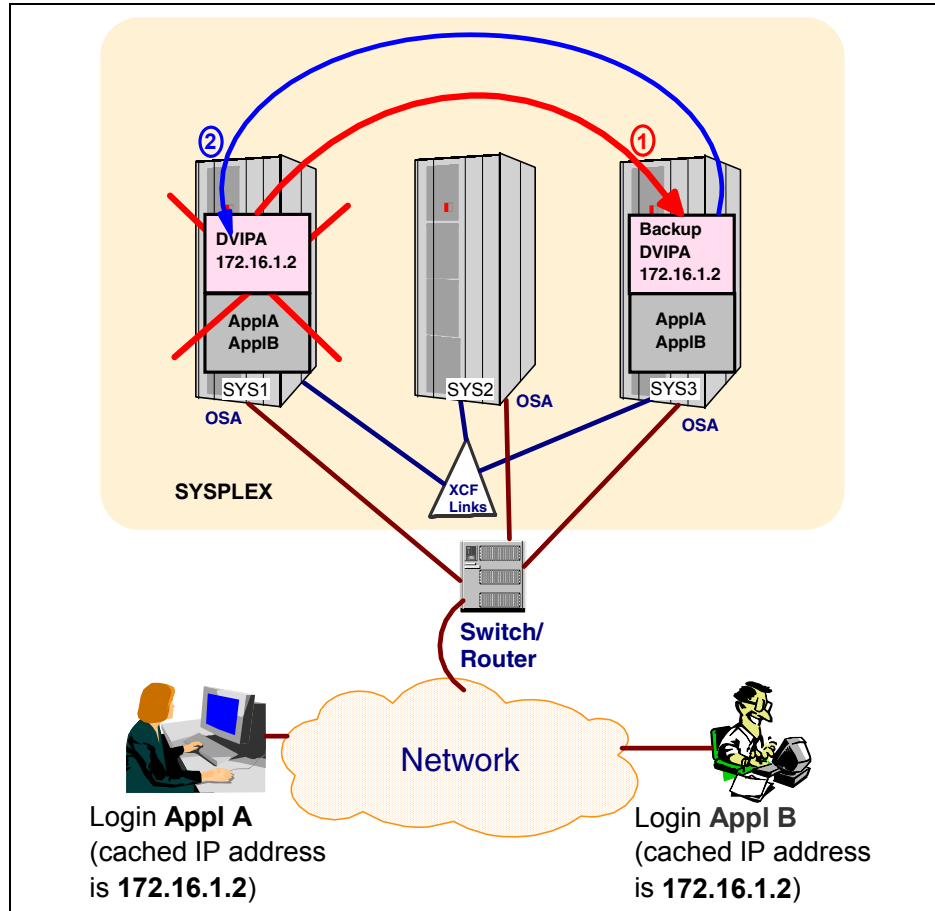 ②
①
DVIPA
172.16.1.2
ApplA
ApplB
SYS1
OSA
SYS2
OSA
Backup
DVIPA
172.16.1.2
ApplA
ApplB
SYS3
OSA
SYSPLEX
XCF
Links
Switch/
Router
Network
Login Appl A
(cached IP address
is 172.16.1.2)
Login Appl B
(cached IP address
is 172.16.1.2)